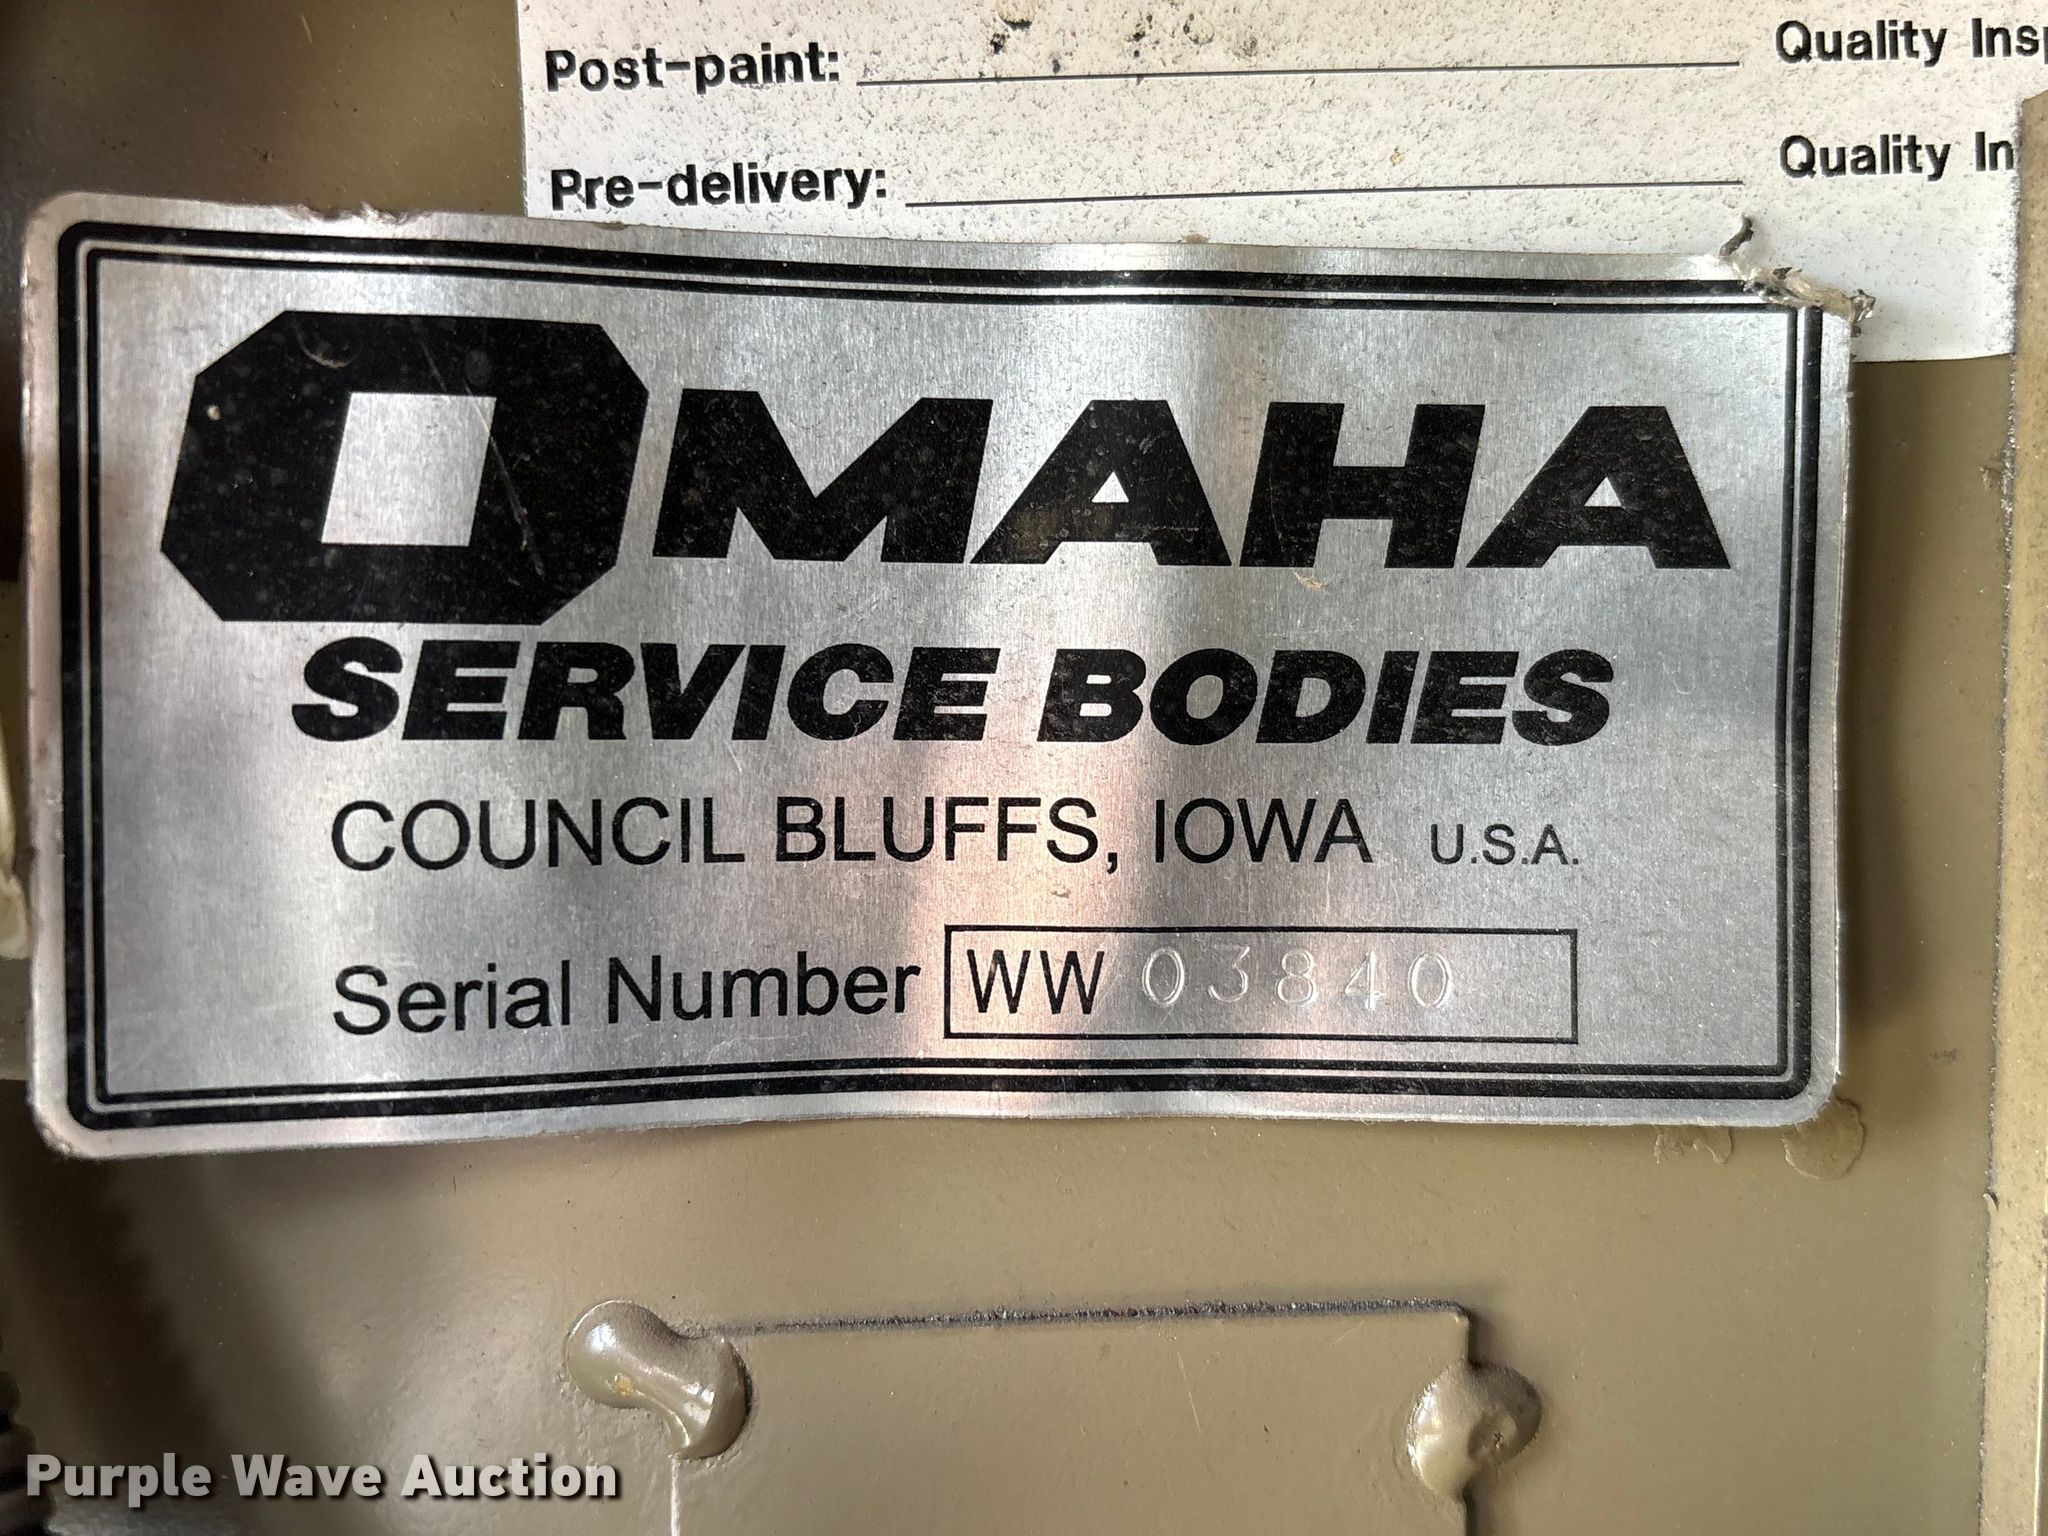 Post-paint: Quality Insp
Pre-delivery: Quality In
OMAHA
SERVICE BODIES
COUNCIL BLUFFS, IOWA U.S.A.
Serial Number WW 03840
Purple Wave Auction